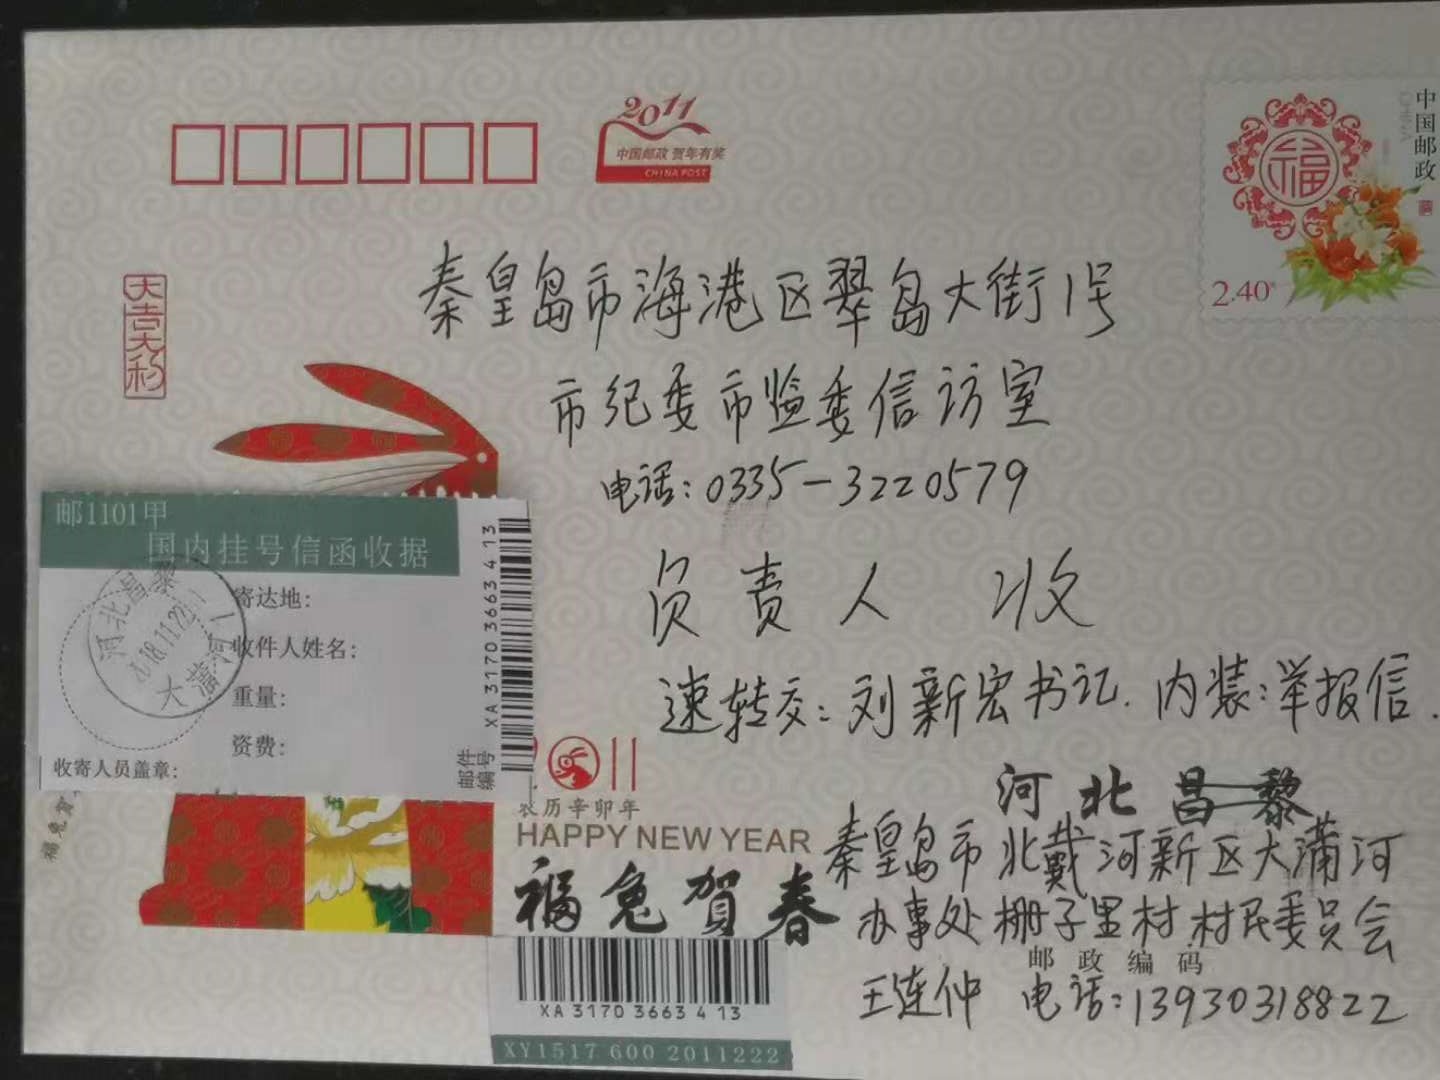 2011
中国邮政 贺年有奖
CHINA POST
中国邮政
CHINA
福
2.40
大吉大利
秦皇岛市海港区翠岛大街1号
市纪委市监委信访室
电话:0335-3220579
负责人 收
速转交:刘新宏书记.内装:举报信.
邮1101甲
国内挂号信函收据
寄达地:
收件人姓名:
重量:
资费:
收寄人员盖章:
邮件编号 XA 3170 3663 4 13
河北昌黎
大蒲河
农历辛卯年
HAPPY NEW YEAR
福兔賀春
河北昌黎
秦皇岛市北戴河新区大蒲河
办事处棚子里村.村民委员会
邮政编码
王连仲 电话:13930318822
XA 3170 3663 4 13
XY1517 600 2011222